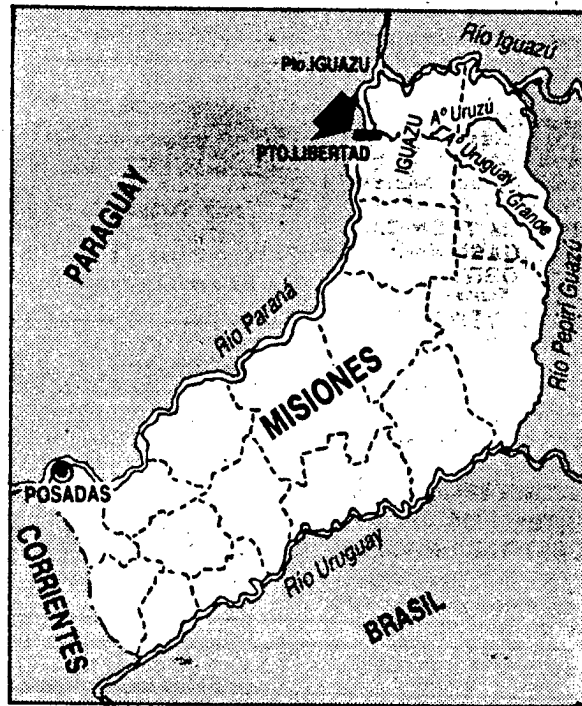 Río Iguazú
Pto. IGUAZU
Aº Uruzú
PTO. LIBERTAD
IGUAZU
Aº Uruguay
Grande
PARAGUAY
Río Pepirí Guazú
Río Paraná
MISIONES
POSADAS
CORRIENTES
Río Uruguay
BRASIL